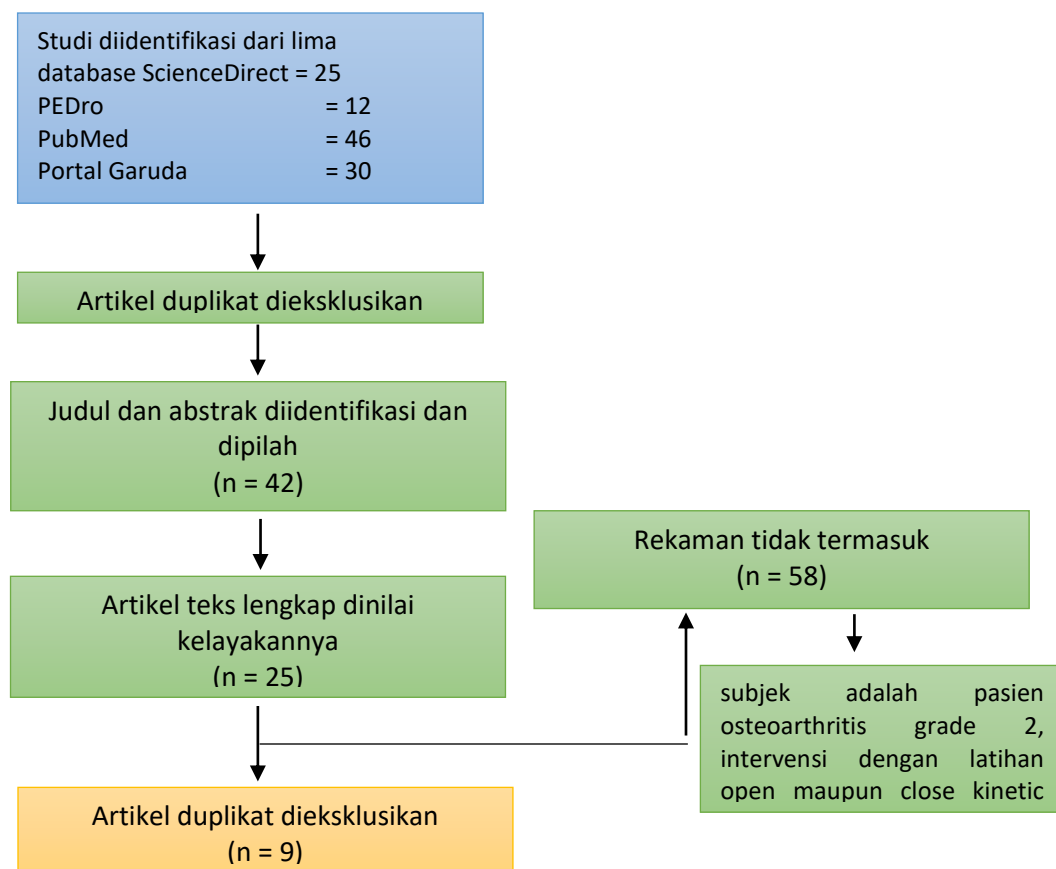 Studi diidentifikasi dari lima
database ScienceDirect = 25
PEDro = 12
PubMed = 46
Portal Garuda = 30
Artikel duplikat dieksklusikan
Judul dan abstrak diidentifikasi dan
dipilah
(n = 42)
Rekaman tidak termasuk
(n = 58)
Artikel teks lengkap dinilai
kelayakannya
(n = 25)
subjek adalah pasien
osteoarthritis grade 2,
intervensi dengan latihan
open maupun close kinetic
Artikel duplikat dieksklusikan
(n = 9)